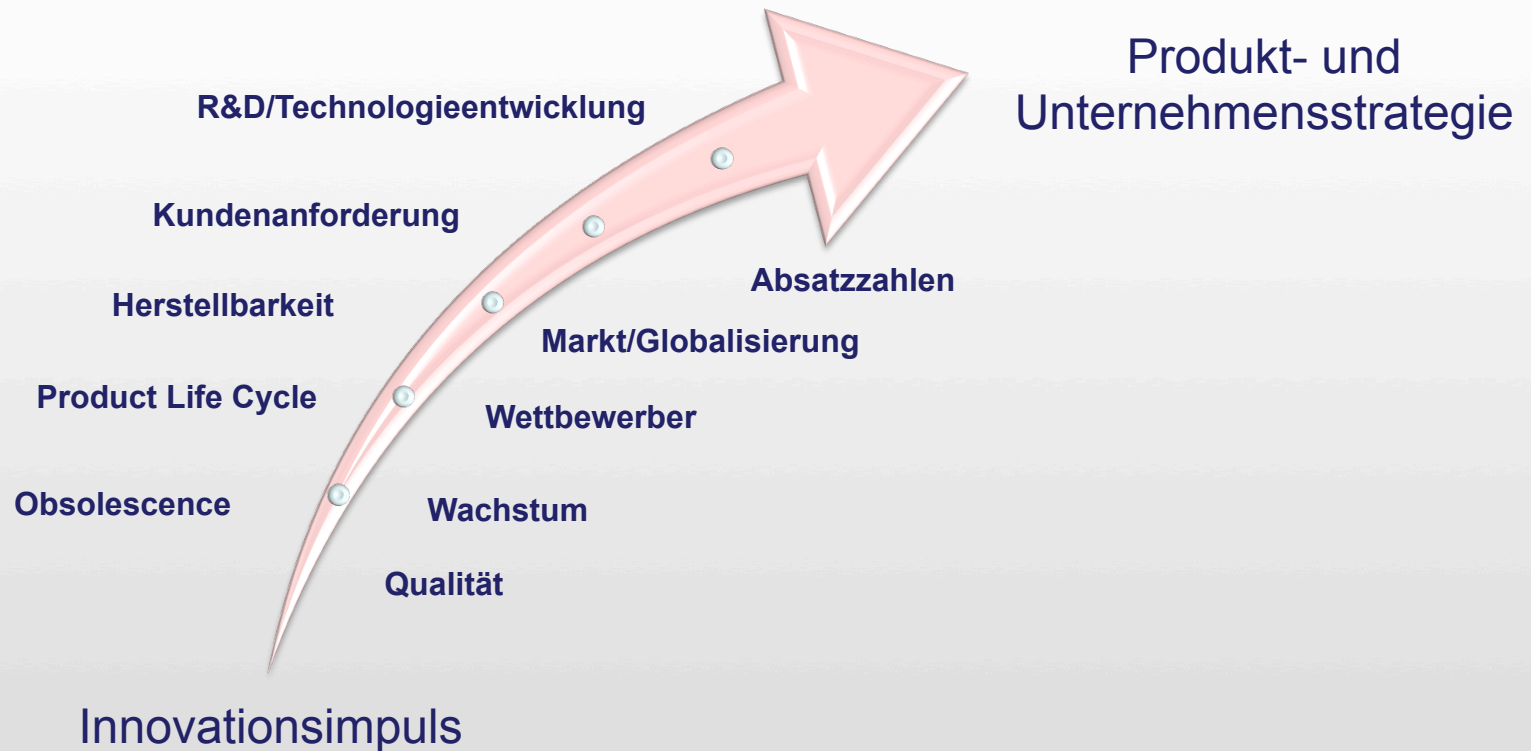 Produkt- und
Unternehmensstrategie
R&D/Technologieentwicklung
Kundenanforderung
Herstellbarkeit
Product Life Cycle
Obsolescence
Absatzzahlen
Markt/Globalisierung
Wettbewerber
Wachstum
Qualität
Innovationsimpuls